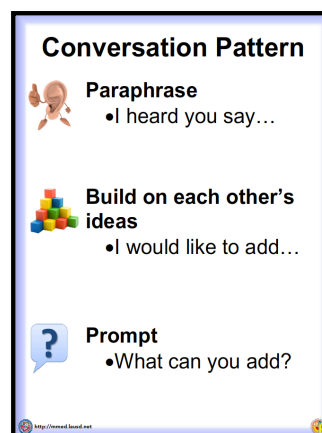 Conversation Pattern
Paraphrase
•I heard you say…
Build on each other's
ideas
•I would like to add…
?
Prompt
•What can you add?
http://mmed.lausd.net